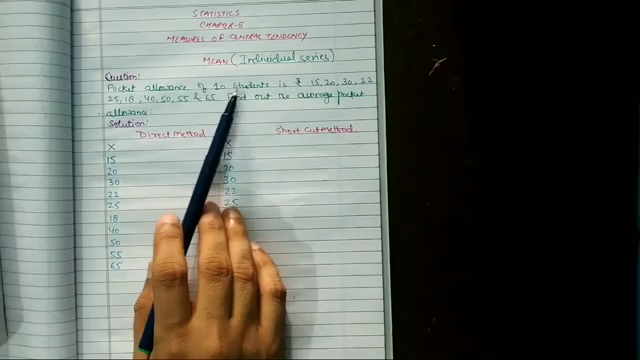 STATISTICS
CHAPTER-5
MEASURES OF CENTRAL TENDENCY
MEAN (Individual series)
Question:
Pocket allowance of 10 students is ₹ 15, 20, 30, 22
25, 18, 40, 50, 55 & 65. out the average pocket
allowance.
Solution:
Direct Method
Short Cut Method.
X
X
15
15
20
20
30
30
22
22
25
25
18
40
50
55
65